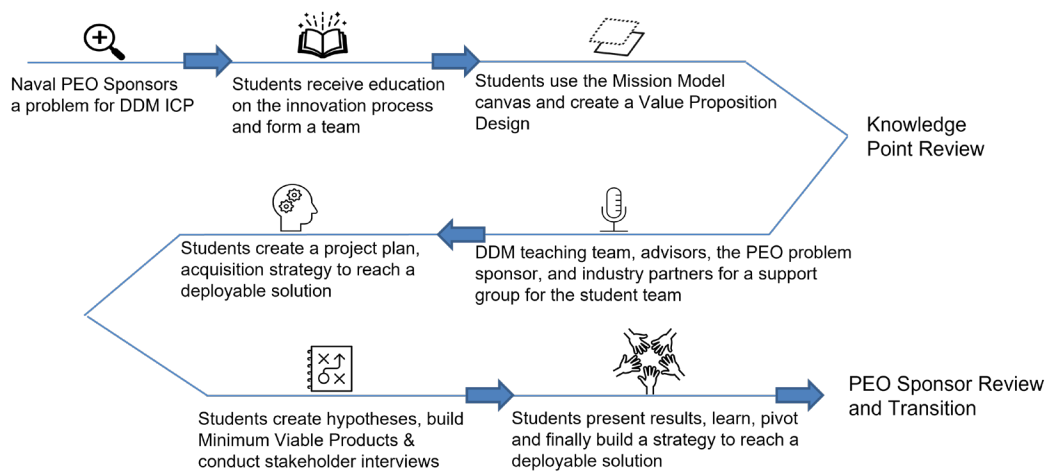 Naval PEO Sponsors
a problem for DDM ICP
Students receive education
on the innovation process
and form a team
Students use the Mission Model
canvas and create a Value Proposition
Design
Knowledge
Point Review
DDM teaching team, advisors, the PEO problem
sponsor, and industry partners for a support
group for the student team
Students create a project plan,
acquisition strategy to reach a
deployable solution
Students create hypotheses, build
Minimum Viable Products &
conduct stakeholder interviews
Students present results, learn, pivot
and finally build a strategy to reach a
deployable solution
PEO Sponsor Review
and Transition